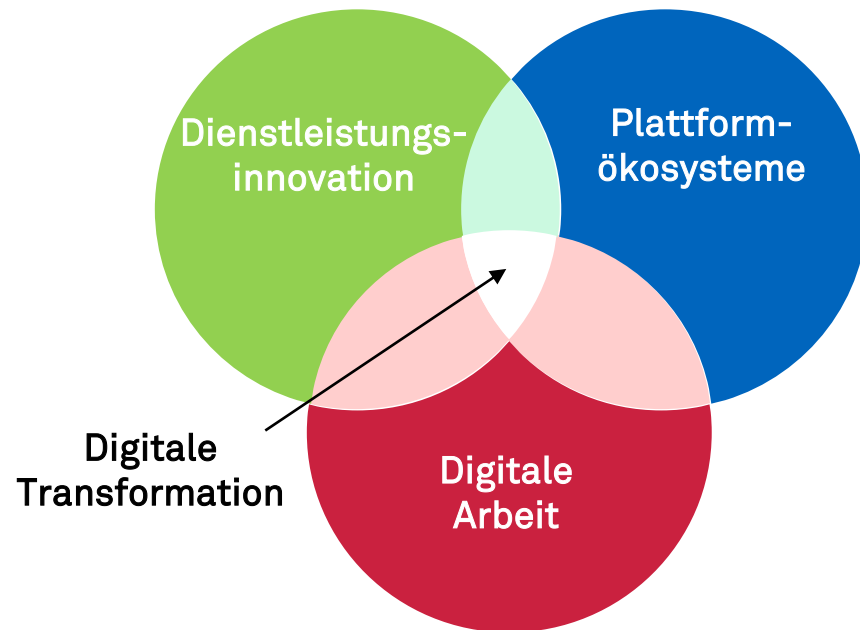 Dienstleistungs-
innovation
Plattform-
ökosysteme
Digitale
Transformation
Digitale
Arbeit